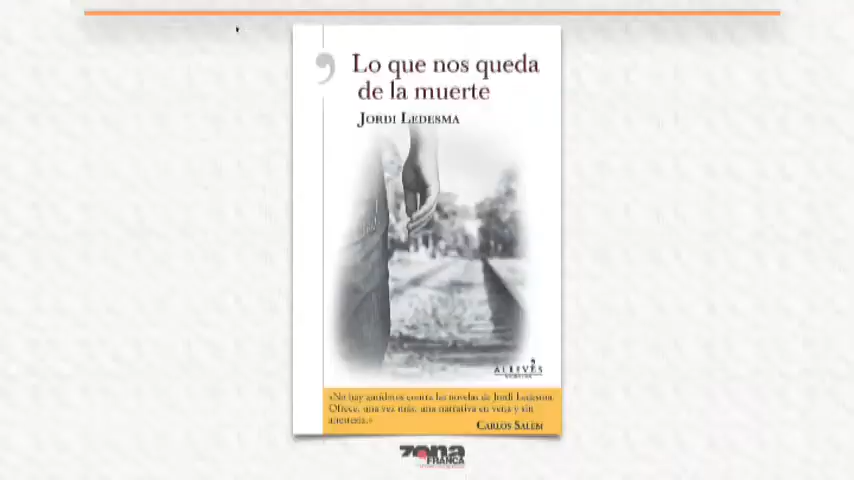 ,
Lo que nos queda
de la muerte
JORDI LEDESMA
ALREVÉS
«No hay antídotos contra las novelas de Jordi Ledesma.
Ofrece, una vez más, una narrativa en vena y sin
anestesia.»
CARLOS SALEM
zona
FRANCA